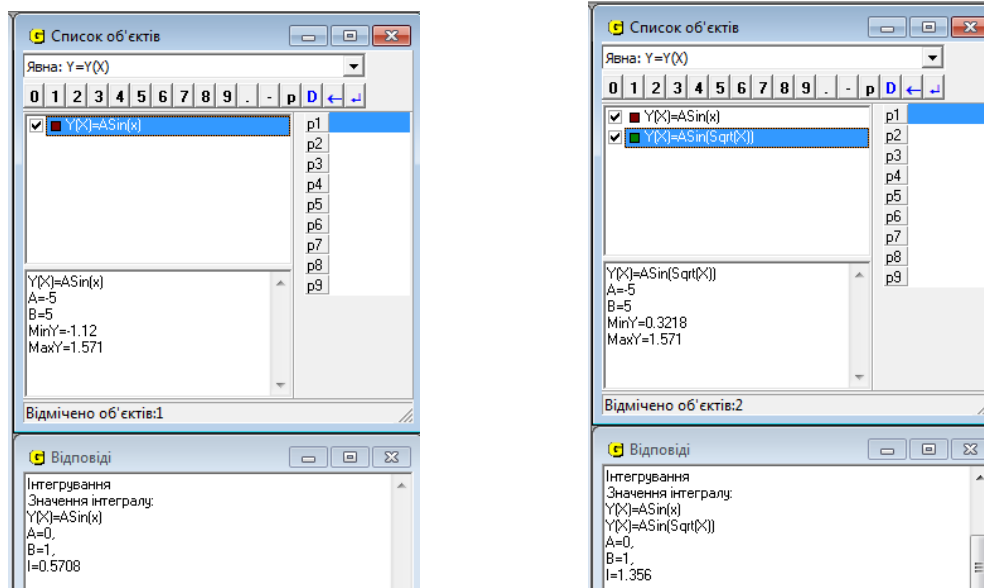 Список об'єктів
Явна: Y=Y(X)
0 1 2 3 4 5 6 7 8 9 . - p D ← ↵
Y(X)=ASin(x)
p1
p2
p3
p4
p5
p6
p7
p8
p9
Y(X)=ASin(x)
A=-5
B=5
MinY=-1.12
MaxY=1.571
Відмічено об'єктів:1
Відповіді
Інтегрування
Значення інтегралу:
Y(X)=ASin(x)
A=0,
B=1,
I=0.5708
Список об'єктів
Явна: Y=Y(X)
0 1 2 3 4 5 6 7 8 9 . - p D ← ↵
Y(X)=ASin(x)
Y(X)=ASin(Sqrt(X))
p1
p2
p3
p4
p5
p6
p7
p8
p9
Y(X)=ASin(Sqrt(X))
A=-5
B=5
MinY=0.3218
MaxY=1.571
Відмічено об'єктів:2
Відповіді
Інтегрування
Значення інтегралу:
Y(X)=ASin(x)
Y(X)=ASin(Sqrt(X))
A=0,
B=1,
I=1.356